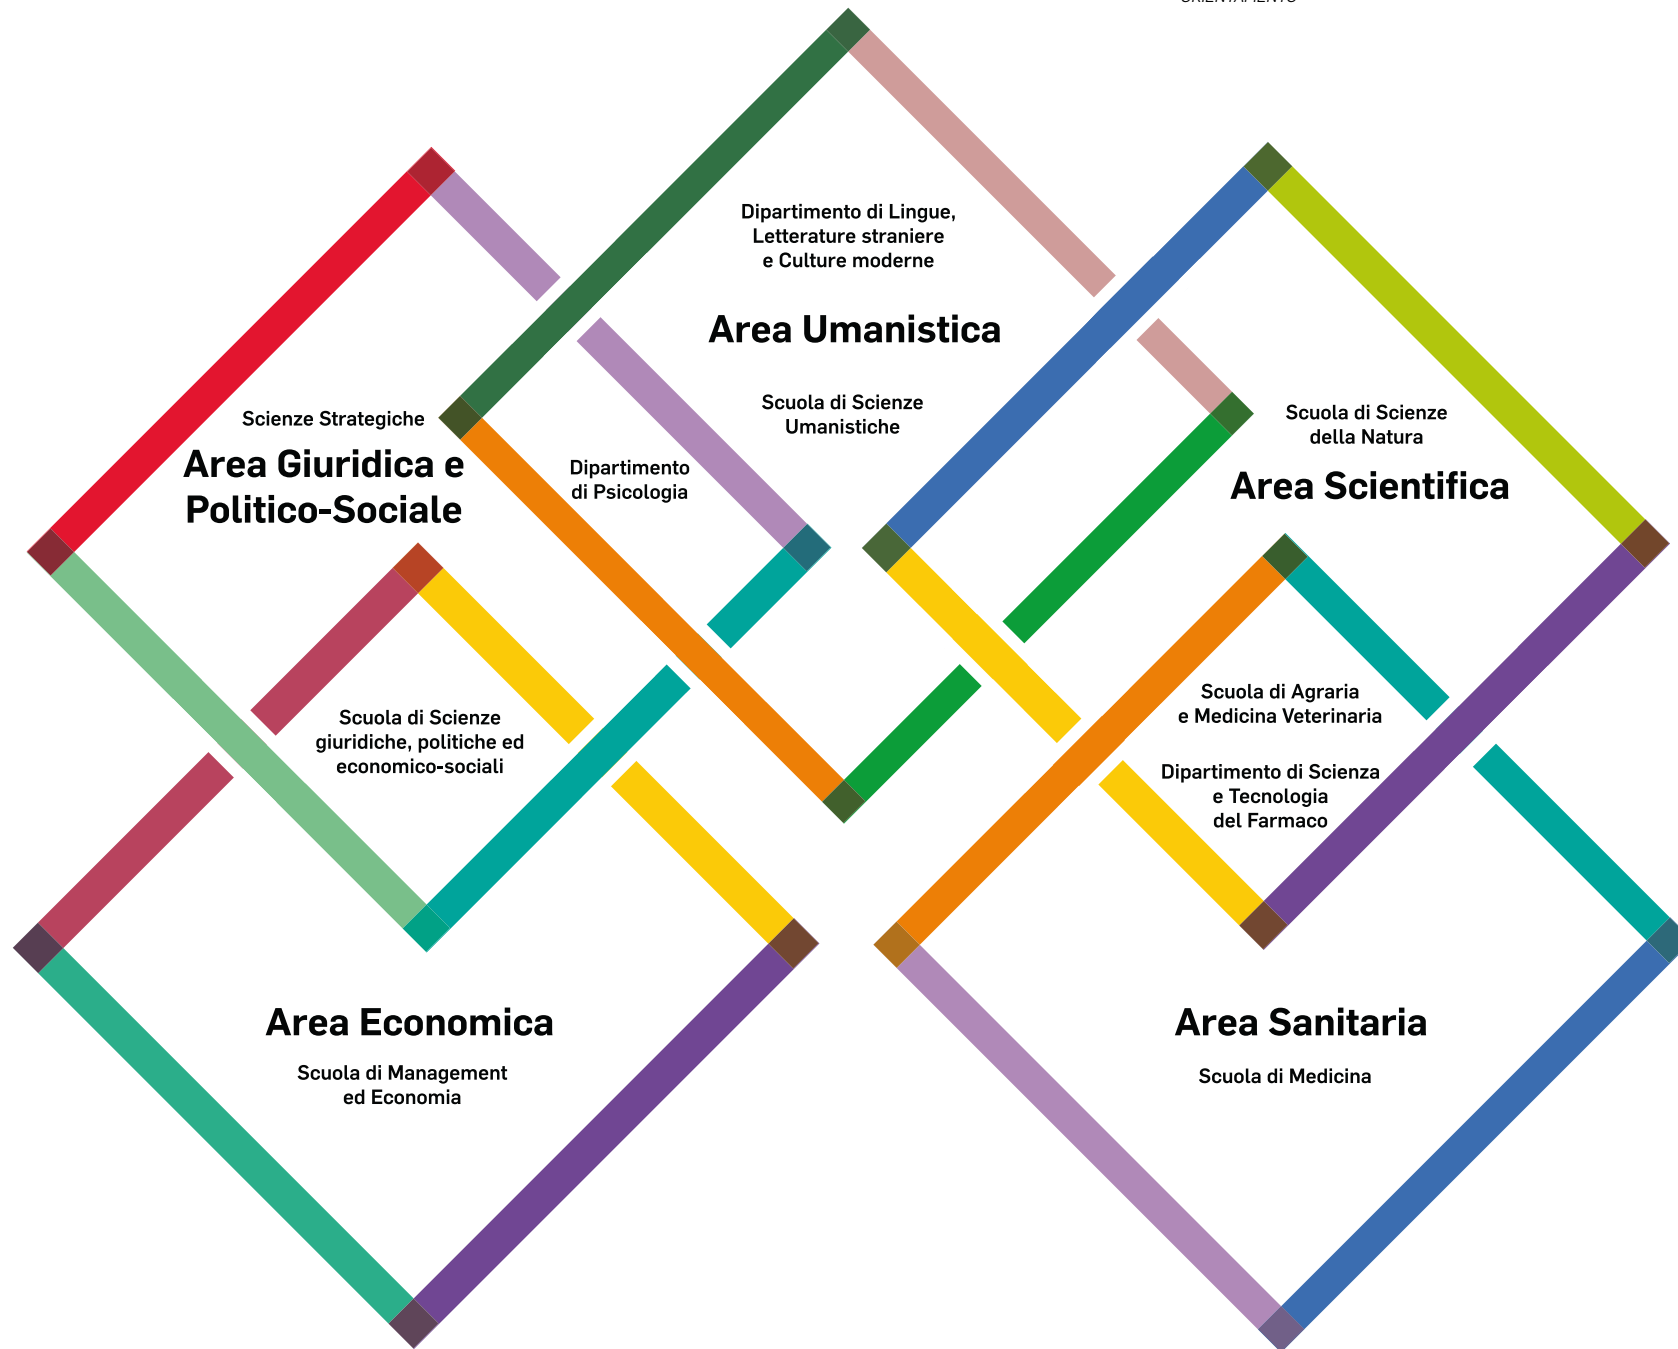 ORIENTAMENTO
Dipartimento di Lingue,
Letterature straniere
e Culture moderne
Area Umanistica
Scuola di Scienze
Umanistiche
Scienze Strategiche
Area Giuridica e
Politico-Sociale
Dipartimento
di Psicologia
Scuola di Scienze
della Natura
Area Scientifica
Scuola di Scienze
giuridiche, politiche ed
economico-sociali
Scuola di Agraria
e Medicina Veterinaria
Dipartimento di Scienza
e Tecnologia
del Farmaco
Area Economica
Scuola di Management
ed Economia
Area Sanitaria
Scuola di Medicina